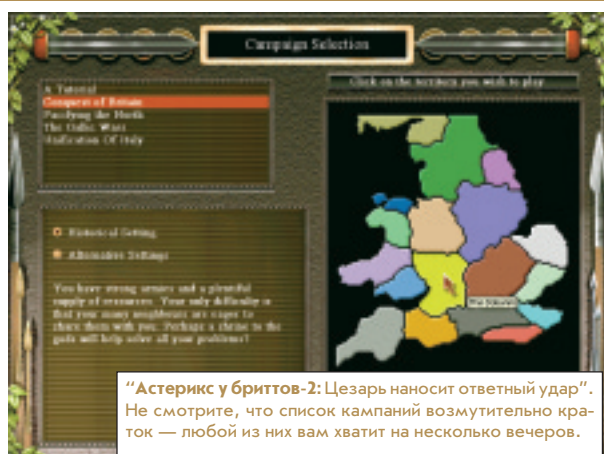 Campaign Selection
Click on the territory you wish to play
A Tutorial
Conquest of Britain
Pacifying the North
The Gallic Wars
Unification Of Italy
Historical Setting
Alternative Settings
You have strong armies and a plentiful
supply of resources. Your only difficulty is
that your many neighbours are eager to
share them with you. Perhaps a shrine to the
gods will help solve all your problems?
“Астерикс у бриттов-2: Цезарь наносит ответный удар”.
Не смотрите, что список кампаний возмутительно кра-
ток — любой из них вам хватит на несколько вечеров.